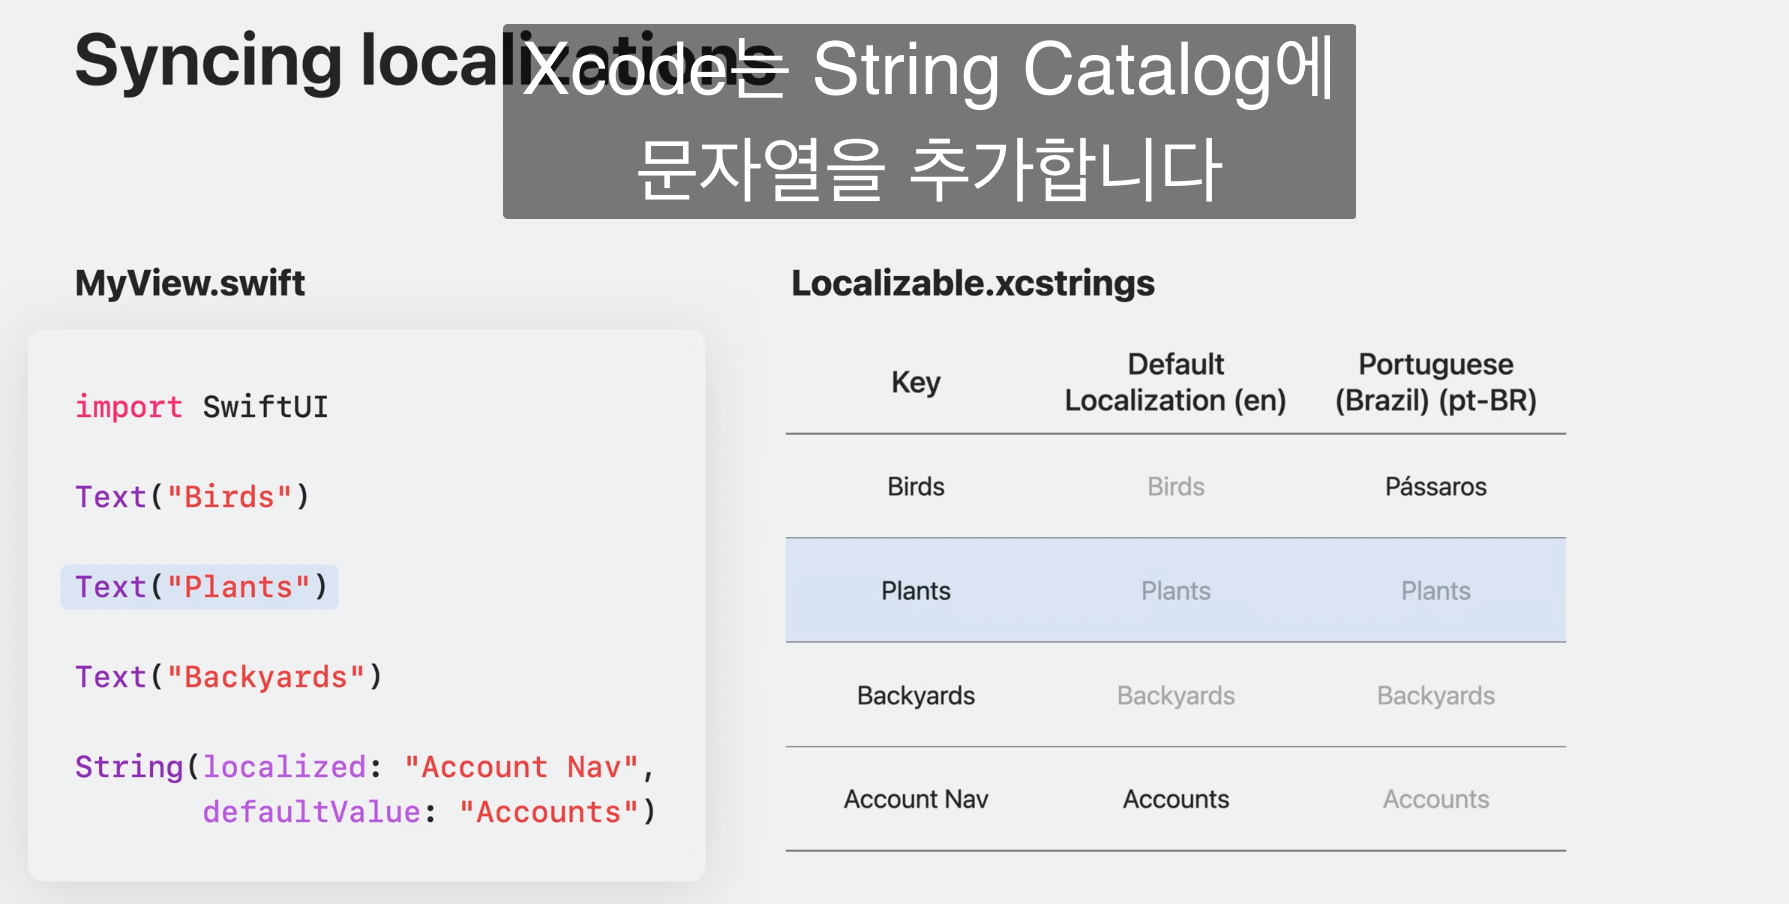 Syncing localizations
Xcode는 String Catalog에
문자열을 추가합니다
MyView.swift
import SwiftUI
Text("Birds")
Text("Plants")
Text("Backyards")
String(localized: "Account Nav",
defaultValue: "Accounts")
Localizable.xcstrings
Key Default Localization (en) Portuguese (Brazil) (pt-BR)
Birds Birds Pássaros
Plants Plants Plants
Backyards Backyards Backyards
Account Nav Accounts Accounts